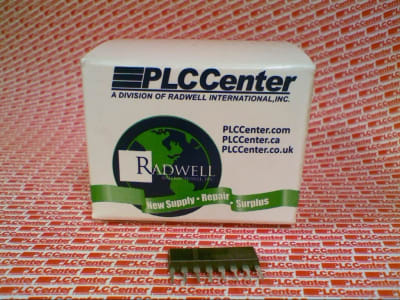 PLCCenter
A DIVISION OF RADWELL INTERNATIONAL,INC.
PLCCenter.com
PLCCenter.ca
PLCCenter.co.uk
RADWELL
New Supply • Repair • Surplus